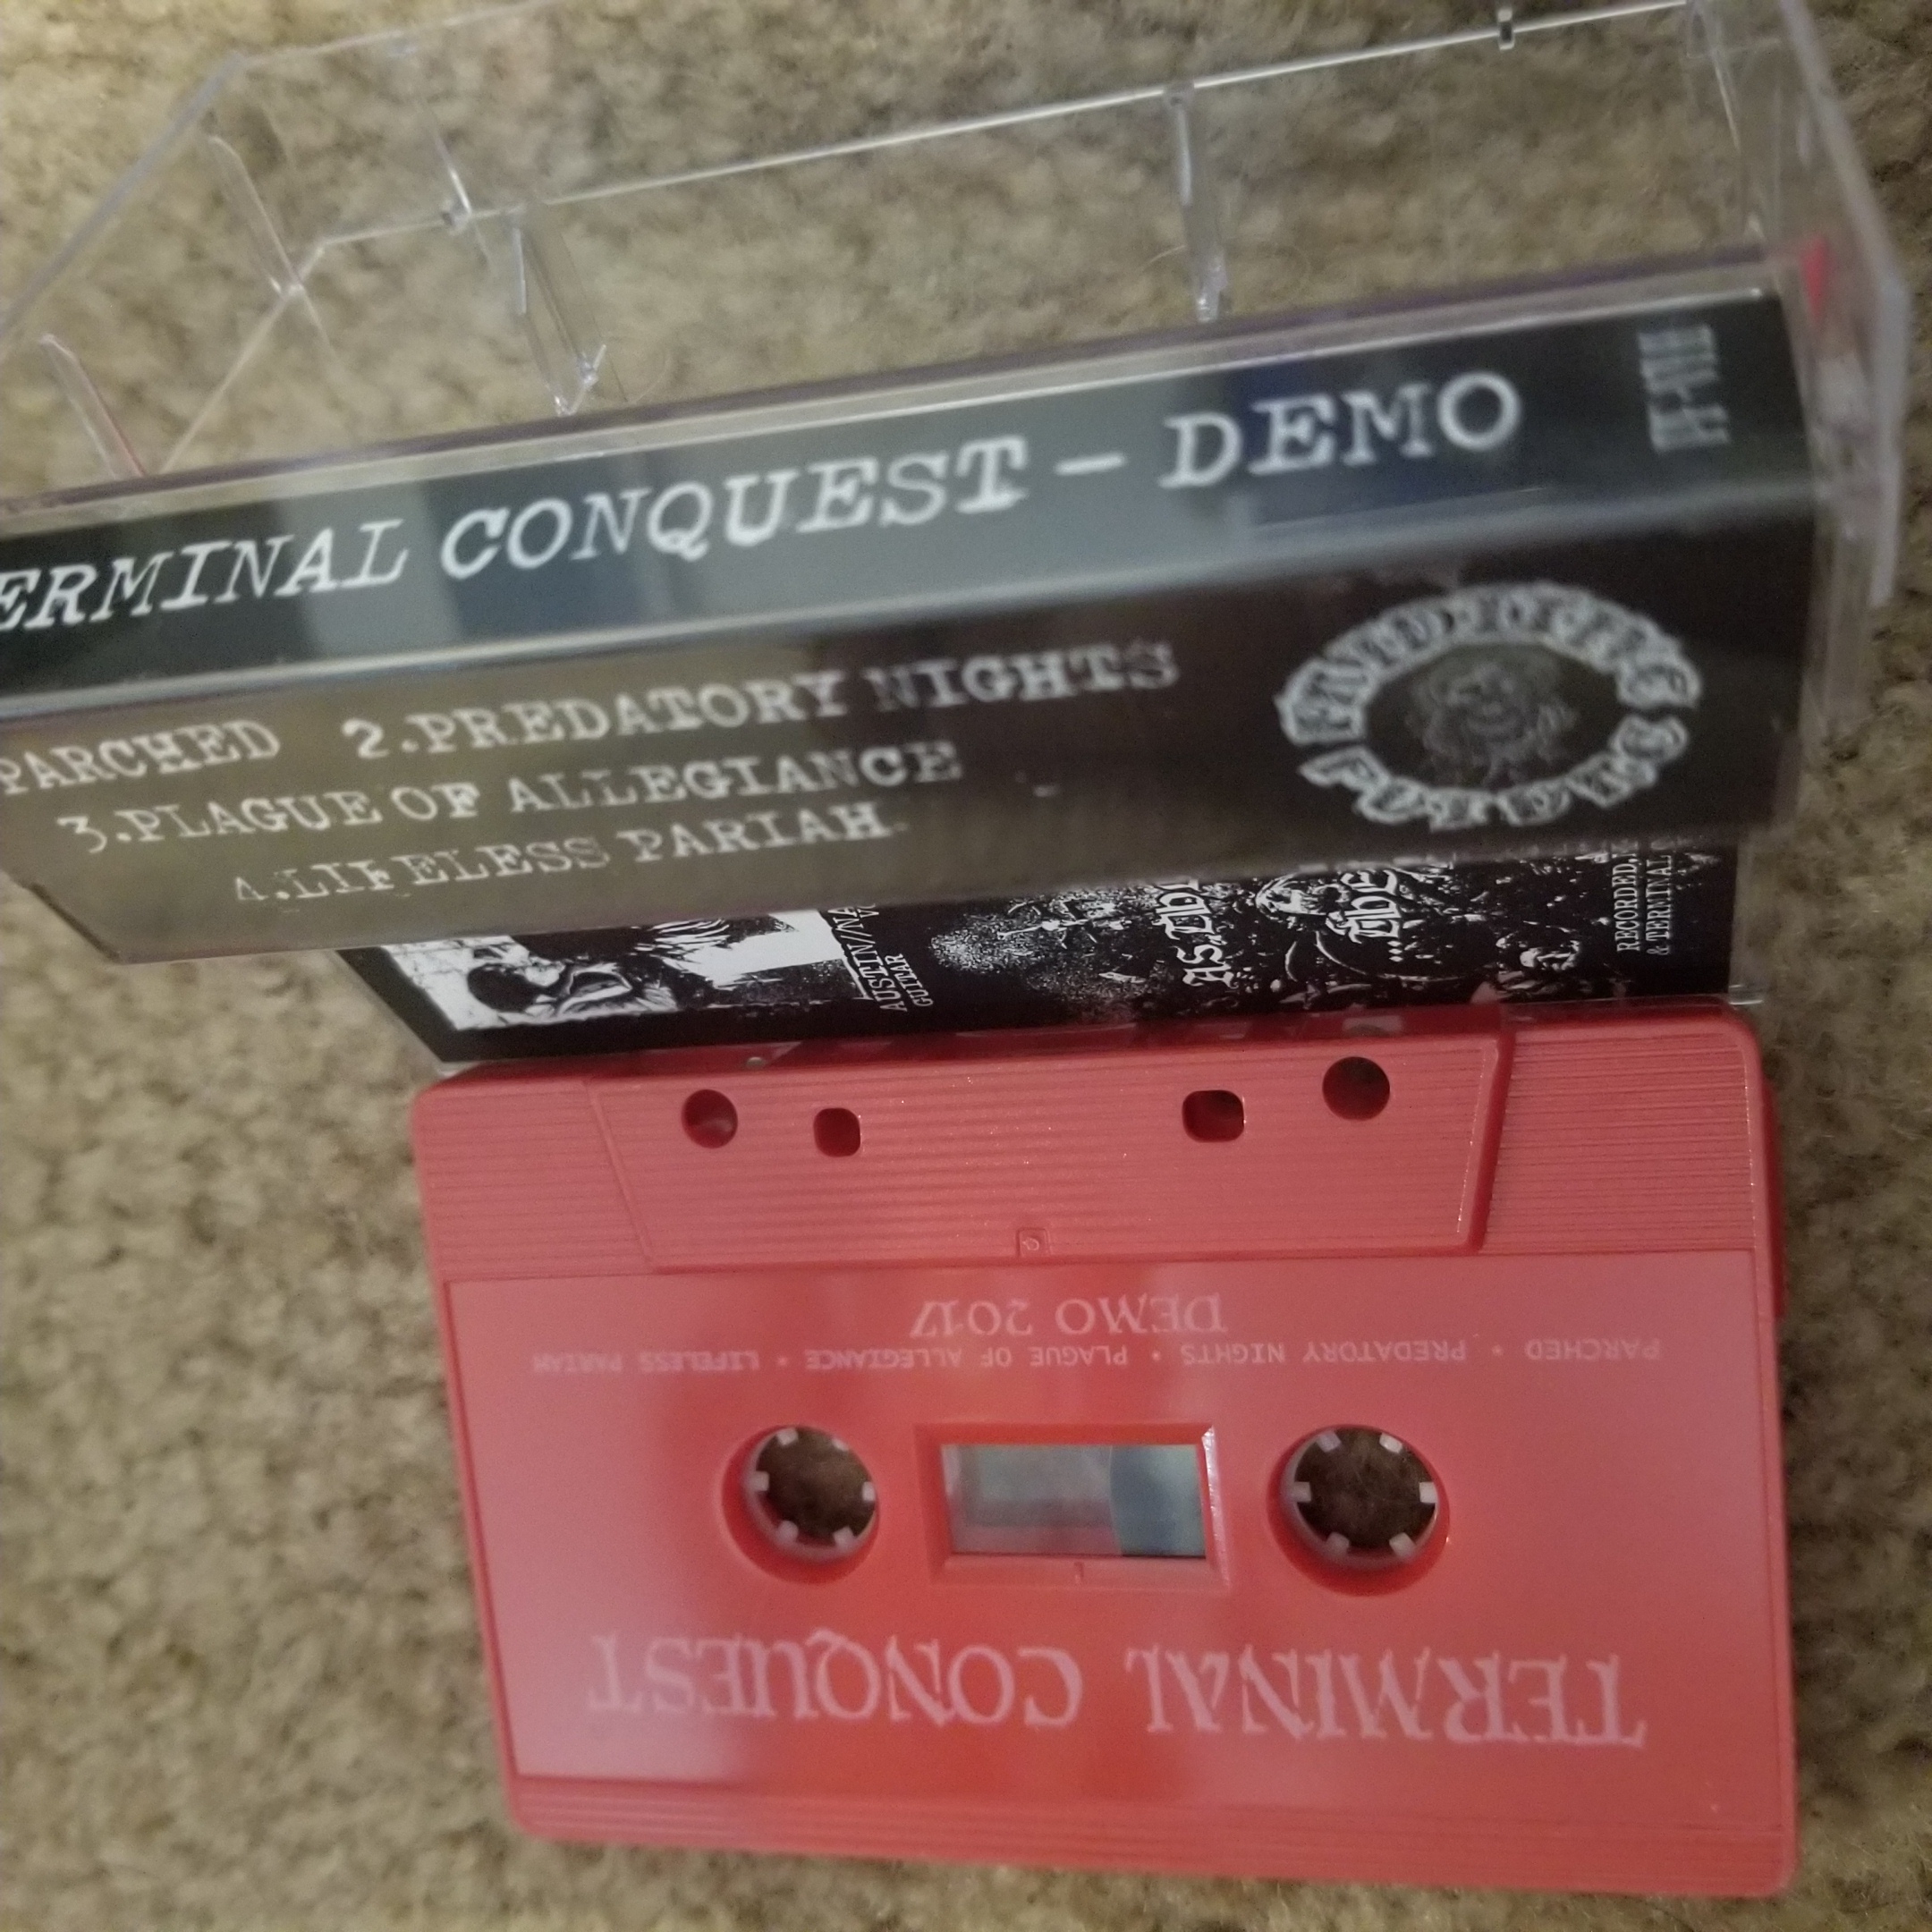 ERMINAL CONQUEST – DEMO
PARCHED 2.PREDATORY NIGHTS
3.PLAGUE OF ALLEGIANCE
4.LIFELESS PARIAH
AUSTIN
GUITAR
AS
RECORDED
& TERMINAL
TERMINAL CONQUEST
PARCHED • PREDATORY NIGHTS • PLAGUE OF ALLEGIANCE • LIFELESS PARIAH
DEMO 2017